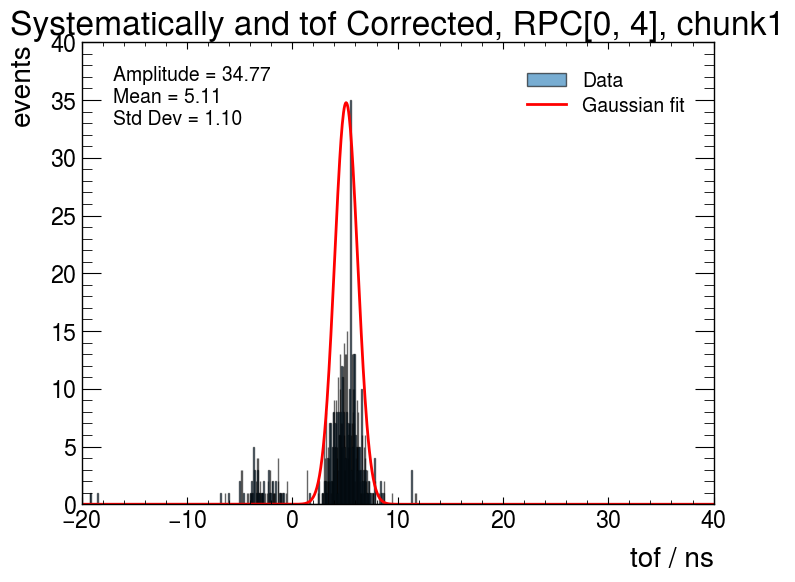 Systematically and tof Corrected, RPC[0, 4], chunk1
events
40
35
30
25
20
15
10
5
0
Amplitude = 34.77
Mean = 5.11
Std Dev = 1.10
Data
Gaussian fit
−20
−10
0
10
20
30
40
tof / ns